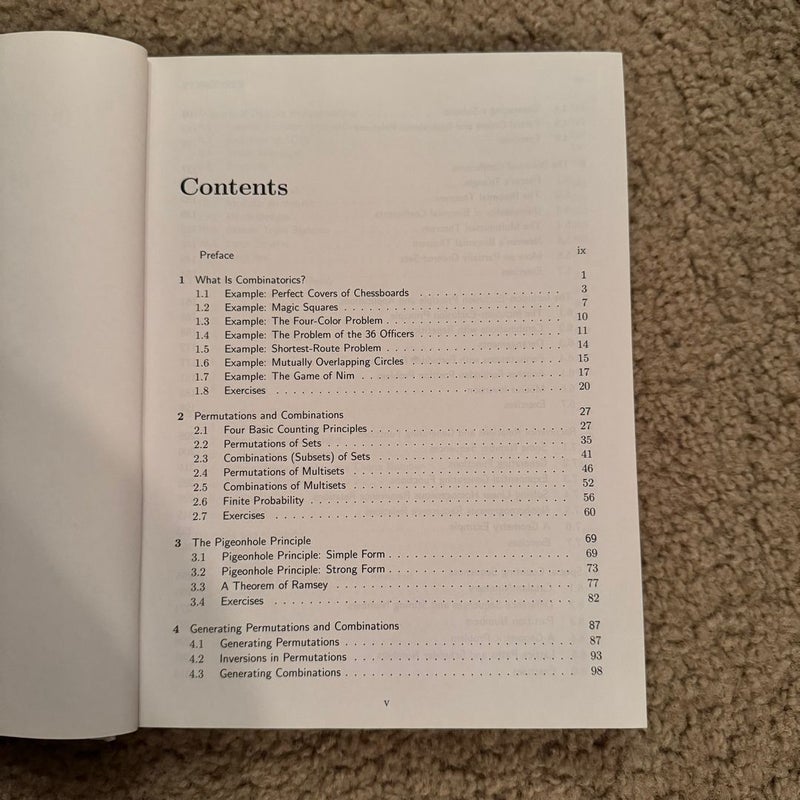 Contents
Preface ix
1 What Is Combinatorics? 1
1.1 Example: Perfect Covers of Chessboards . . . . . . . . . . . . . . . . . 3
1.2 Example: Magic Squares . . . . . . . . . . . . . . . . . . . . . . . . . . 7
1.3 Example: The Four-Color Problem . . . . . . . . . . . . . . . . . . . . 10
1.4 Example: The Problem of the 36 Officers . . . . . . . . . . . . . . . . . 11
1.5 Example: Shortest-Route Problem . . . . . . . . . . . . . . . . . . . . . 14
1.6 Example: Mutually Overlapping Circles . . . . . . . . . . . . . . . . . . 15
1.7 Example: The Game of Nim . . . . . . . . . . . . . . . . . . . . . . . . 17
1.8 Exercises . . . . . . . . . . . . . . . . . . . . . . . . . . . . . . . . . . 20
2 Permutations and Combinations 27
2.1 Four Basic Counting Principles . . . . . . . . . . . . . . . . . . . . . . . 27
2.2 Permutations of Sets . . . . . . . . . . . . . . . . . . . . . . . . . . . . 35
2.3 Combinations (Subsets) of Sets . . . . . . . . . . . . . . . . . . . . . . 41
2.4 Permutations of Multisets . . . . . . . . . . . . . . . . . . . . . . . . . 46
2.5 Combinations of Multisets . . . . . . . . . . . . . . . . . . . . . . . . . 52
2.6 Finite Probability . . . . . . . . . . . . . . . . . . . . . . . . . . . . . . 56
2.7 Exercises . . . . . . . . . . . . . . . . . . . . . . . . . . . . . . . . . . 60
3 The Pigeonhole Principle 69
3.1 Pigeonhole Principle: Simple Form . . . . . . . . . . . . . . . . . . . . . 69
3.2 Pigeonhole Principle: Strong Form . . . . . . . . . . . . . . . . . . . . . 73
3.3 A Theorem of Ramsey . . . . . . . . . . . . . . . . . . . . . . . . . . . 77
3.4 Exercises . . . . . . . . . . . . . . . . . . . . . . . . . . . . . . . . . . 82
4 Generating Permutations and Combinations 87
4.1 Generating Permutations . . . . . . . . . . . . . . . . . . . . . . . . . . 87
4.2 Inversions in Permutations . . . . . . . . . . . . . . . . . . . . . . . . . 93
4.3 Generating Combinations . . . . . . . . . . . . . . . . . . . . . . . . . . 98
v